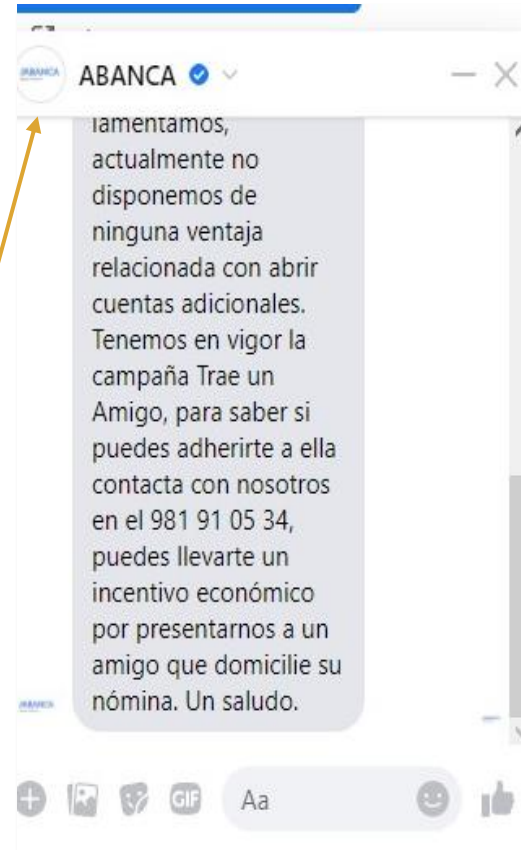 ABANCA
lamentamos,
actualmente no
disponemos de
ninguna ventaja
relacionada con abrir
cuentas adicionales.
Tenemos en vigor la
campaña Trae un
Amigo, para saber si
puedes adherirte a ella
contacta con nosotros
en el 981 91 05 34,
puedes llevarte un
incentivo económico
por presentarnos a un
amigo que domicilie su
nómina. Un saludo.
GIF
Aa